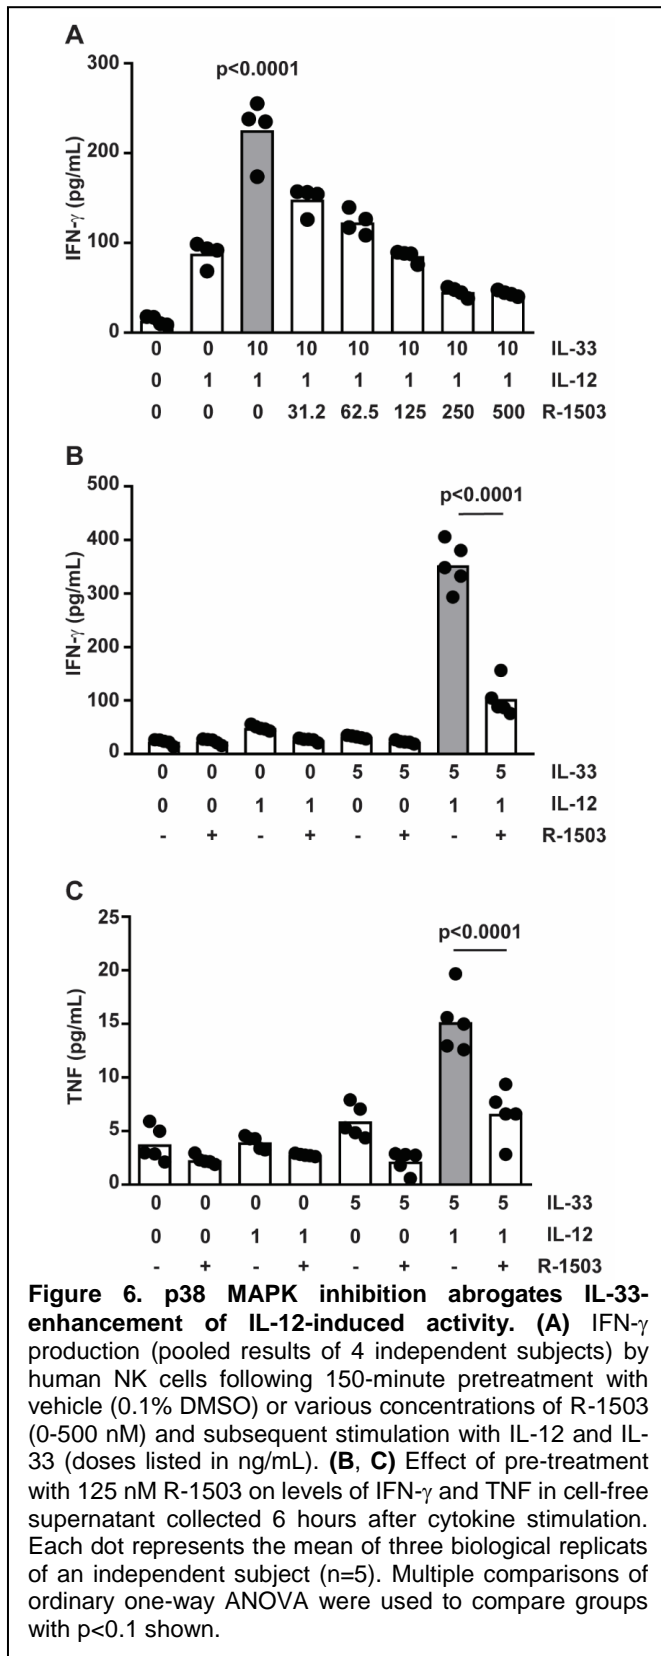 A
p<0.0001
300
200
100
0
IFN-γ (pg/mL)
0 0 10 10 10 10 10 10 IL-33
0 1 1 1 1 1 1 1 IL-12
0 0 0 31.2 62.5 125 250 500 R-1503
B
500
p<0.0001
400
300
200
100
0
IFN-γ (pg/mL)
0 0 0 0 5 5 5 5 IL-33
0 0 1 1 0 0 1 1 IL-12
- + - + - + - + R-1503
C
25
p<0.0001
20
15
10
5
0
TNF (pg/mL)
0 0 0 0 5 5 5 5 IL-33
0 0 1 1 0 0 1 1 IL-12
- + - + - + - + R-1503
Figure 6. p38 MAPK inhibition abrogates IL-33-
enhancement of IL-12-induced activity. (A) IFN-γ
production (pooled results of 4 independent subjects) by
human NK cells following 150-minute pretreatment with
vehicle (0.1% DMSO) or various concentrations of R-1503
(0-500 nM) and subsequent stimulation with IL-12 and IL-
33 (doses listed in ng/mL). (B, C) Effect of pre-treatment
with 125 nM R-1503 on levels of IFN-γ and TNF in cell-free
supernatant collected 6 hours after cytokine stimulation.
Each dot represents the mean of three biological replicats
of an independent subject (n=5). Multiple comparisons of
ordinary one-way ANOVA were used to compare groups
with p<0.1 shown.